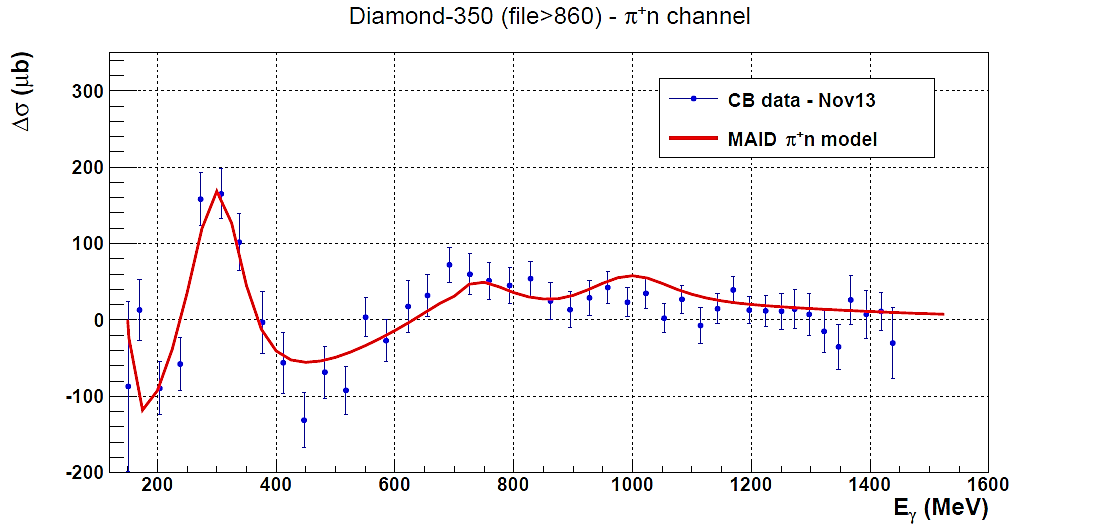 Diamond-350 (file>860) - π⁺n channel
Δσ (μb)
300
200
100
0
-100
-200
CB data - Nov13
MAID π⁺n model
200 400 600 800 1000 1200 1400 1600
Eγ (MeV)